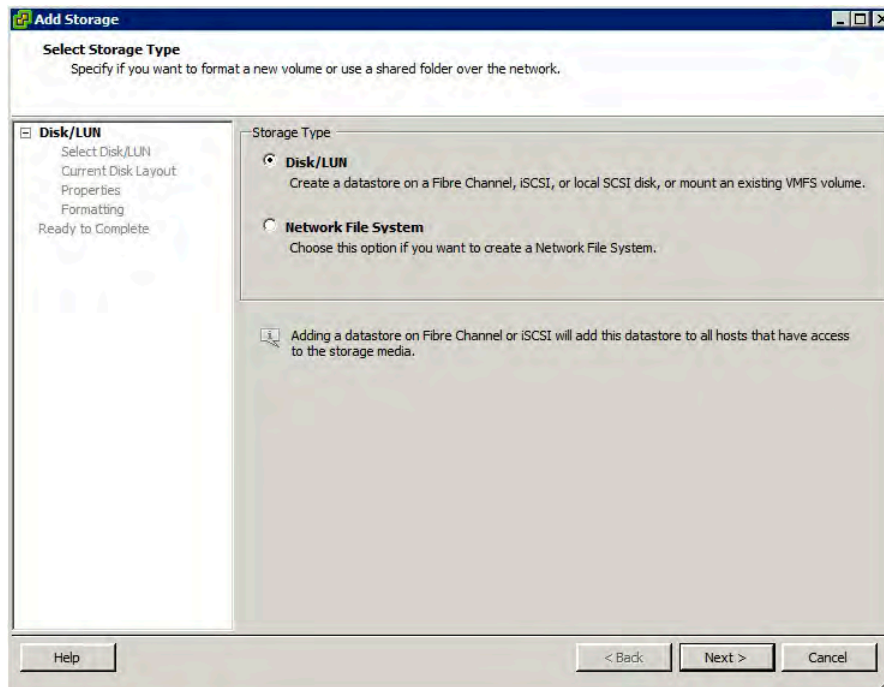 Add Storage
Select Storage Type
Specify if you want to format a new volume or use a shared folder over the network.
Disk/LUN
Select Disk/LUN
Current Disk Layout
Properties
Formatting
Ready to Complete
Storage Type
Disk/LUN
Create a datastore on a Fibre Channel, iSCSI, or local SCSI disk, or mount an existing VMFS volume.
Network File System
Choose this option if you want to create a Network File System.
Adding a datastore on Fibre Channel or iSCSI will add this datastore to all hosts that have access
to the storage media.
Help
< Back
Next >
Cancel